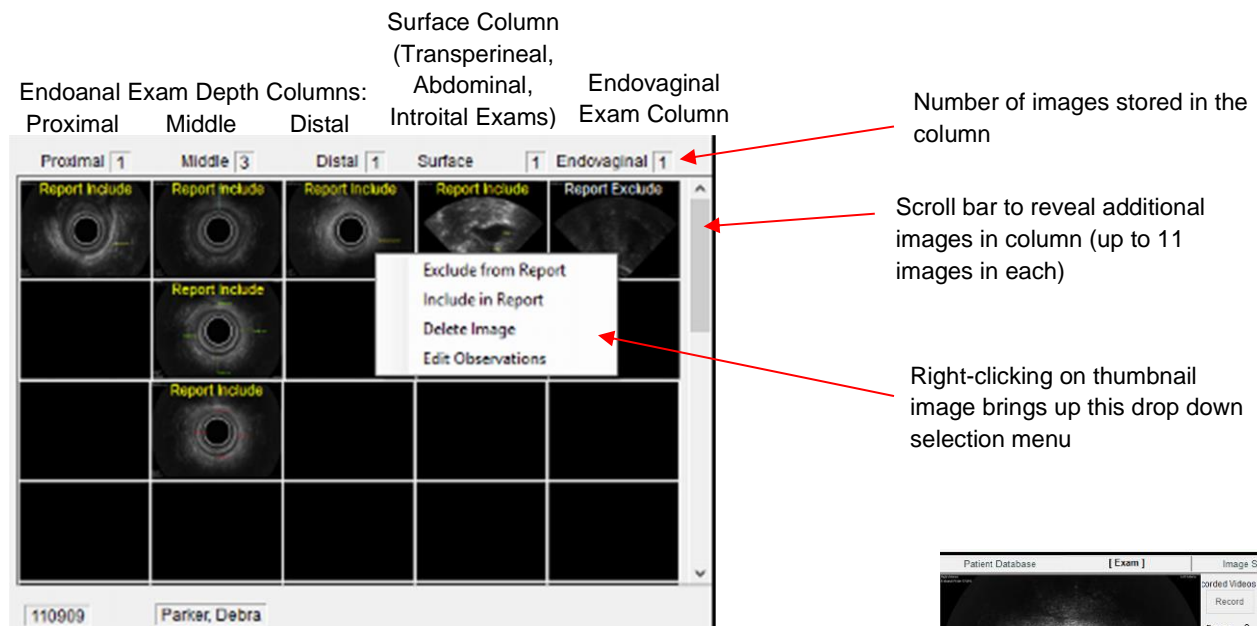 Surface Column
(Transperineal,
Abdominal,
Introital Exams)
Endovaginal
Exam Column
Endoanal Exam Depth Columns:
Proximal Middle Distal
Number of images stored in the
column
Proximal 1 Middle 3 Distal 1 Surface 1 Endovaginal 1
Report Include Report Include Report Include Report Include Report Exclude
Scroll bar to reveal additional
images in column (up to 11
images in each)
Exclude from Report
Include in Report
Delete Image
Edit Observations
Report Include
Report Include
Right-clicking on thumbnail
image brings up this drop down
selection menu
110909 Parker, Debra
Patient Database [ Exam ] Image S
corded Videos
Record